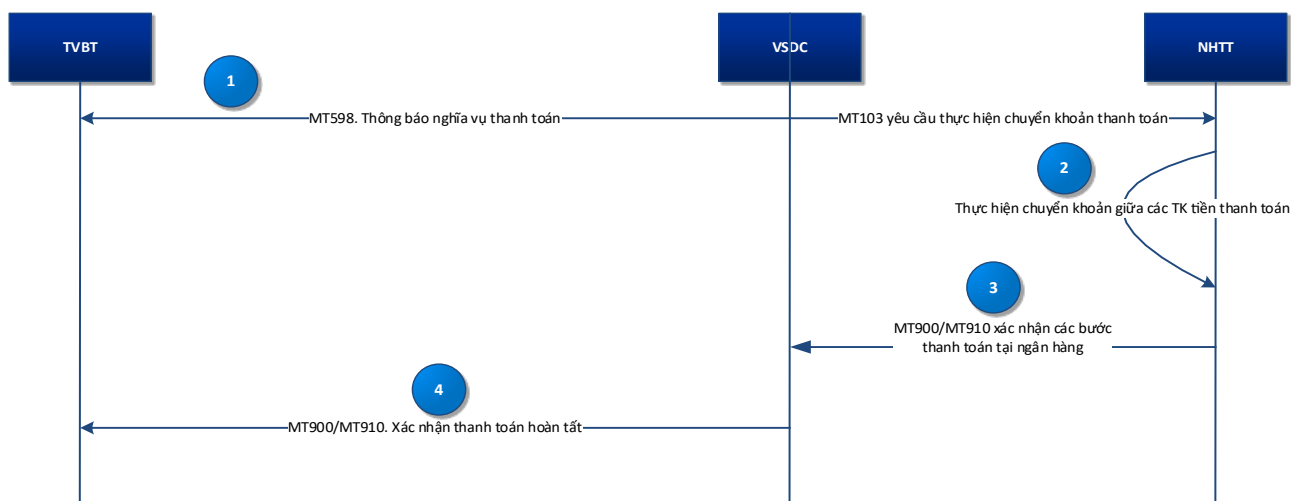 TVBT
VSDC
NHTT
1
MT598. Thông báo nghĩa vụ thanh toán
MT103 yêu cầu thực hiện chuyển khoản thanh toán
2
Thực hiện chuyển khoản giữa các TK tiền thanh toán
3
MT900/MT910 xác nhận các bước
thanh toán tại ngân hàng
4
MT900/MT910. Xác nhận thanh toán hoàn tất